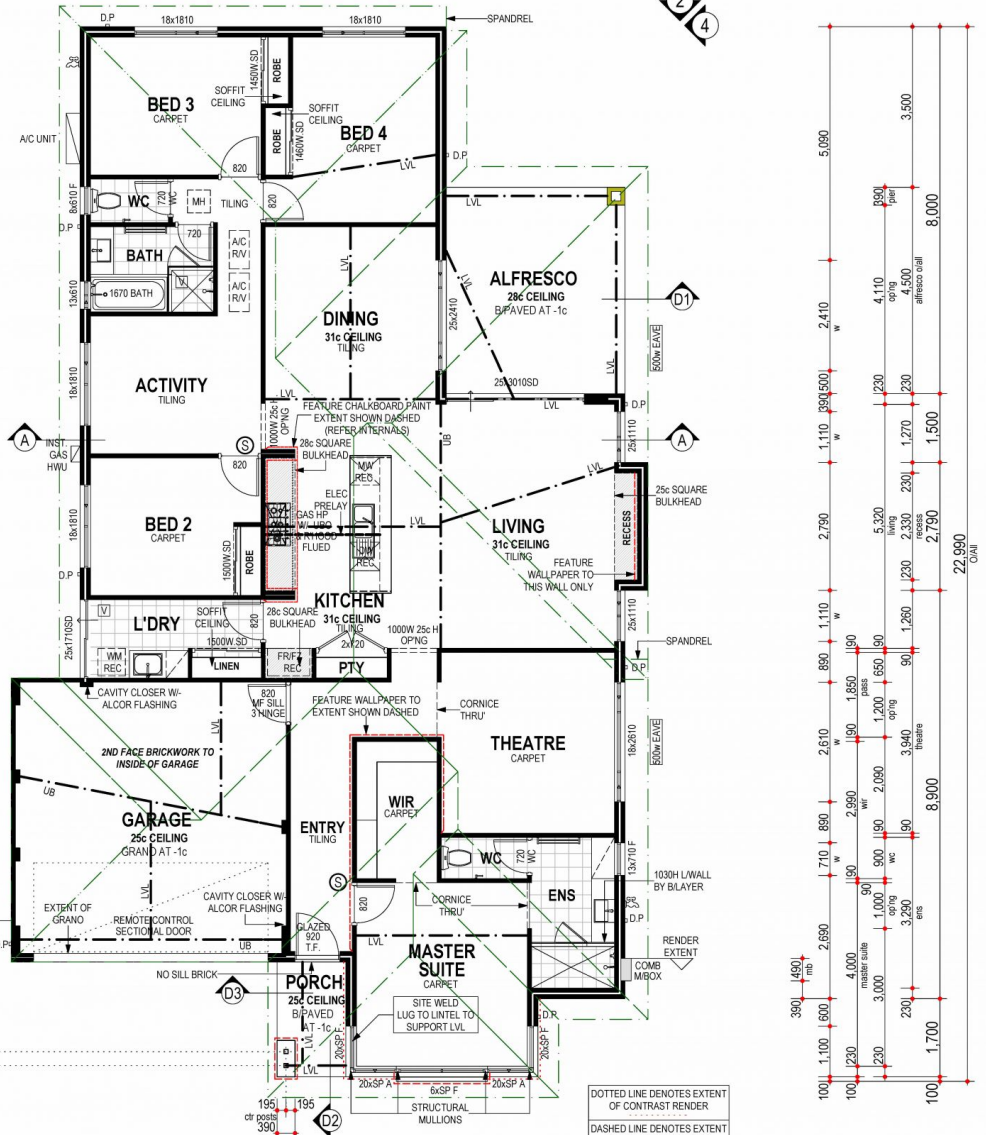 D.P
18x1810
18x1810
SPANDREL
2
4
1450W.SD
ROBE
SOFFIT
CEILING
BED 3
CARPET
SOFFIT
CEILING
ROBE
1460W.SD
BED 4
CARPET
A/C UNIT
LVL
D.P
820
8x610 F
WC
720
WC
MH
TILING
820
LVL
D.P
720
BATH
A/C
R/V
A/C
R/V
V
1670 BATH
13x610
LVL
LVL
25x2410
ALFRESCO
28c CEILING
B/PAVED AT -1c
LVL
D1
DINING
31c CEILING
TILING
500w EAVE
18x1810
ACTIVITY
TILING
LVL
25x3010SD
LVL
D.P
FEATURE CHALKBOARD PAINT
EXTENT SHOWN DASHED
(REFER INTERNALS)
1000W 25c H
OP'NG
28c SQUARE
BULKHEAD
UB
25x1110
A
A
INST.
GAS
HWU
S
820
MW
REC
ELEC
PRELAY
LVL
LVL
25c SQUARE
BULKHEAD
GAS HP
W/ UBO
& R'HOOD
FLUED
DW
REC
LIVING
31c CEILING
TILING
RECESS
18x1810
BED 2
CARPET
1500W.SD
ROBE
FEATURE
WALLPAPER TO
THIS WALL ONLY
D.P
KITCHEN
31c CEILING
TILING
25x1710SD
V
L'DRY
SOFFIT
CEILING
820
28c SQUARE
BULKHEAD
1000W 25c H
OP'NG
25x1110
2x720
1500W.SD
WM
REC
LINEN
FR/FZ
REC
PTY
SPANDREL
D.P
CAVITY CLOSER W/-
ALCOR FLASHING
820
MF SILL
3 HINGE
FEATURE WALLPAPER TO
EXTENT SHOWN DASHED
CORNICE
THRU'
LVL
2ND FACE BRICKWORK TO
INSIDE OF GARAGE
THEATRE
CARPET
18x2610
500w EAVE
UB
GARAGE
25c CEILING
GRANO AT -1c
WIR
CARPET
ENTRY
TILING
LVL
WC
720
WC
13x710 F
1030H L/WALL
BY B/LAYER
EXTENT OF
GRANO
REMOTE CONTROL
SECTIONAL DOOR
CAVITY CLOSER W/-
ALCOR FLASHING
S
820
CORNICE
THRU'
ENS
D.P
UB
GLAZED
920
T.F.
LVL
MASTER
SUITE
CARPET
RENDER
EXTENT
COMB
M/BOX
NO SILL BRICK
D3
PORCH
25c CEILING
B/PAVED
AT -1c
SITE WELD
LUG TO LINTEL TO
SUPPORT LVL
LVL
LVL
20xSP F
D.P
20xSP F
20xSP A
6xSP F
20xSP A
STRUCTURAL
MULLIONS
195
195
ctr posts
390
D2
DOTTED LINE DENOTES EXTENT
OF CONTRAST RENDER
DASHED LINE DENOTES EXTENT
5,090
2,410
w
500
390
1,110
w
2,790
1,110
w
890
2,610
w
890
710
w
2,690
490
mb
390
600
1,100
100
190
1,850
pass
90
2,990
wir
90
4,000
master suite
230
100
390
pier
4,110
op'ng
230
90
650
1,200
op'ng
2,090
90
900
wc
90
1,000
op'ng
3,000
230
5,320
living
3,500
4,500
alfresco o/all
230
1,270
230
2,330
recess
230
1,260
90
3,940
theatre
90
3,290
ens
230
8,000
1,500
2,790
8,900
1,700
100
22,990
O/All